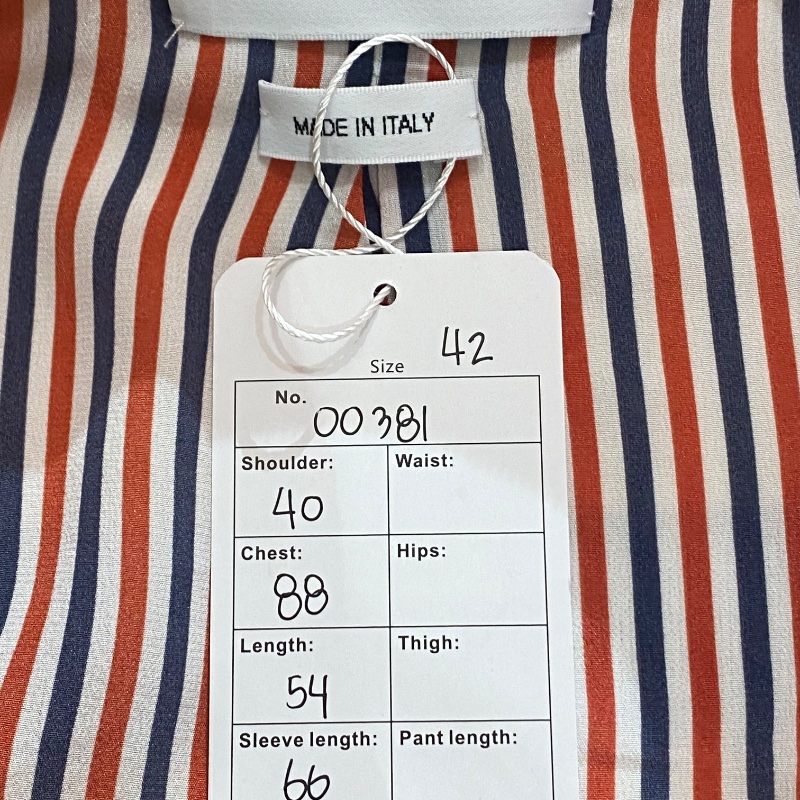 MADE IN ITALY
Size 42
No. 00381
Shoulder: Waist:
40
Chest: Hips:
88
Length: Thigh:
54
Sleeve length: Pant length:
66